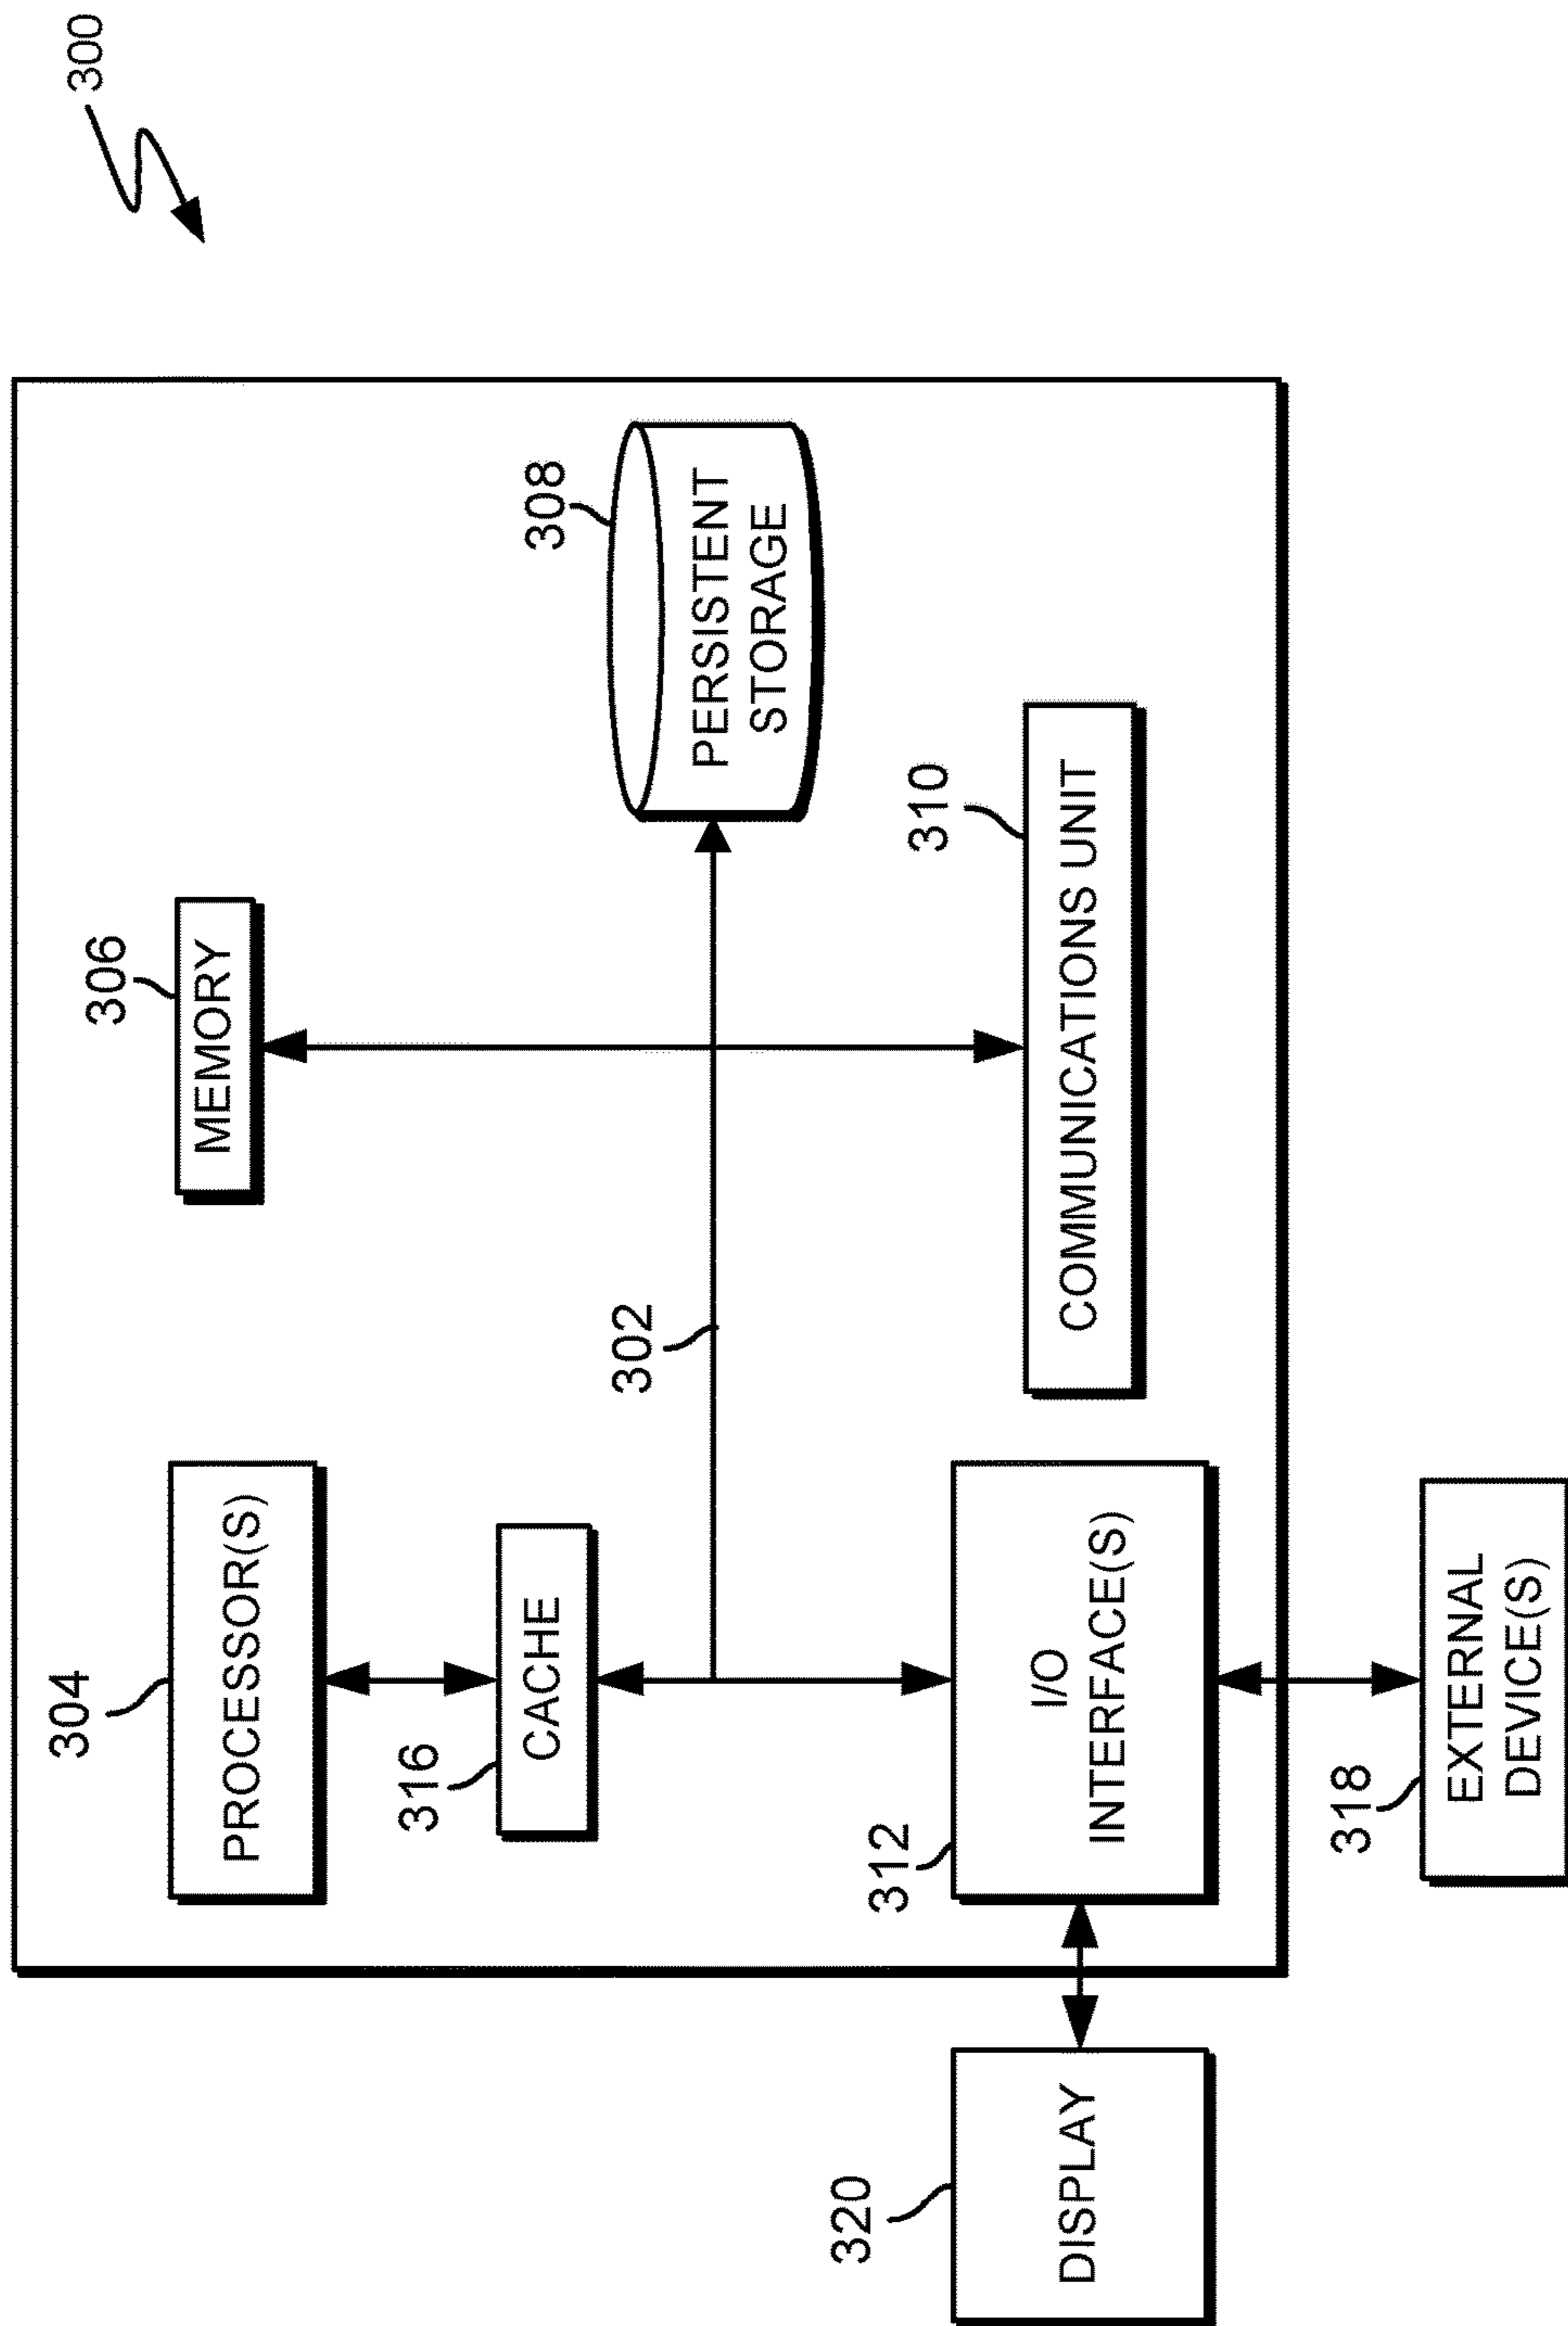 300
304
PROCESSOR(S)
306
MEMORY
316
CACHE
308
PERSISTENT
STORAGE
302
320
DISPLAY
312
I/O
INTERFACE(S)
310
COMMUNICATIONS UNIT
318
EXTERNAL
DEVICE(S)